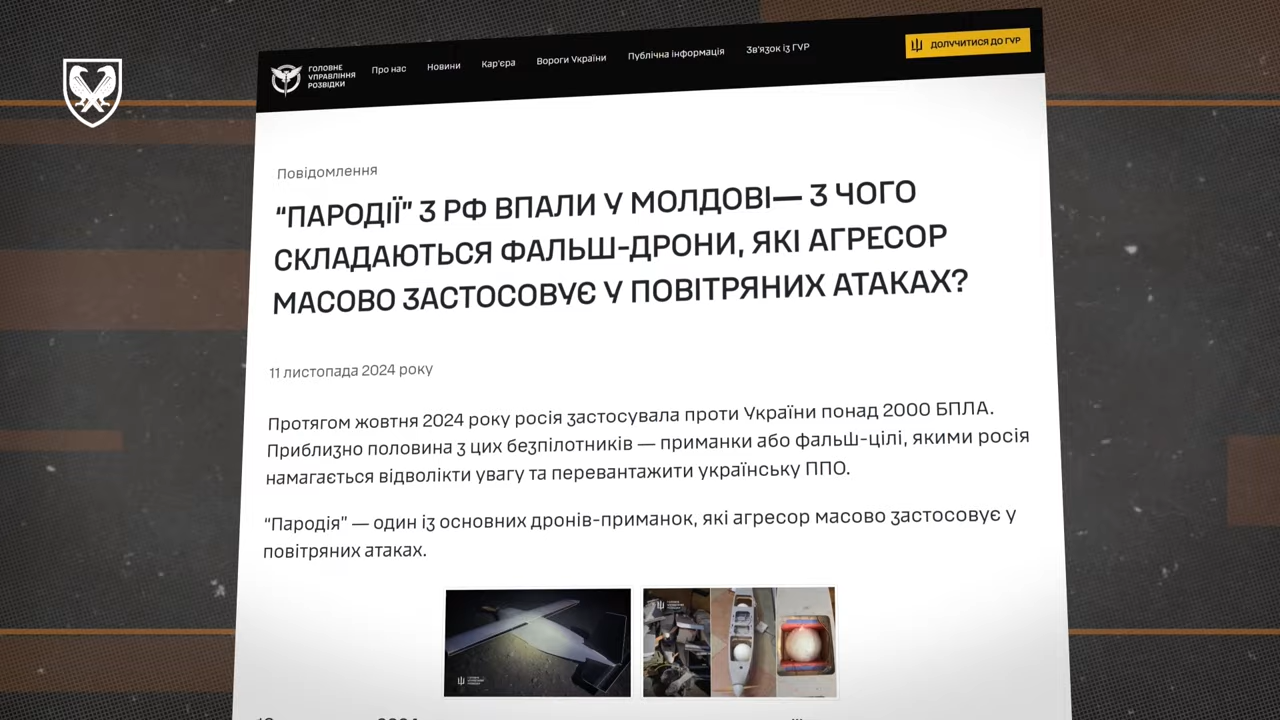 ГОЛОВНЕ
УПРАВЛІННЯ
РОЗВІДКИ
Про нас
Новини
Кар'єра
Вороги України
Публічна інформація
Зв'язок із ГУР
ДОЛУЧИТИСЯ ДО ГУР
Повідомлення
“ПАРОДІЇ” З РФ ВПАЛИ У МОЛДОВІ— З ЧОГО
СКЛАДАЮТЬСЯ ФАЛЬШ-ДРОНИ, ЯКІ АГРЕСОР
МАСОВО ЗАСТОСОВУЄ У ПОВІТРЯНИХ АТАКАХ?
11 листопада 2024 року
Протягом жовтня 2024 року росія застосувала проти України понад 2000 БПЛА.
Приблизно половина з цих безпілотників — приманки або фальш-цілі, якими росія
намагається відволікти увагу та перевантажити українську ППО.
“Пародія” — один із основних дронів-приманок, які агресор масово застосовує у
повітряних атаках.